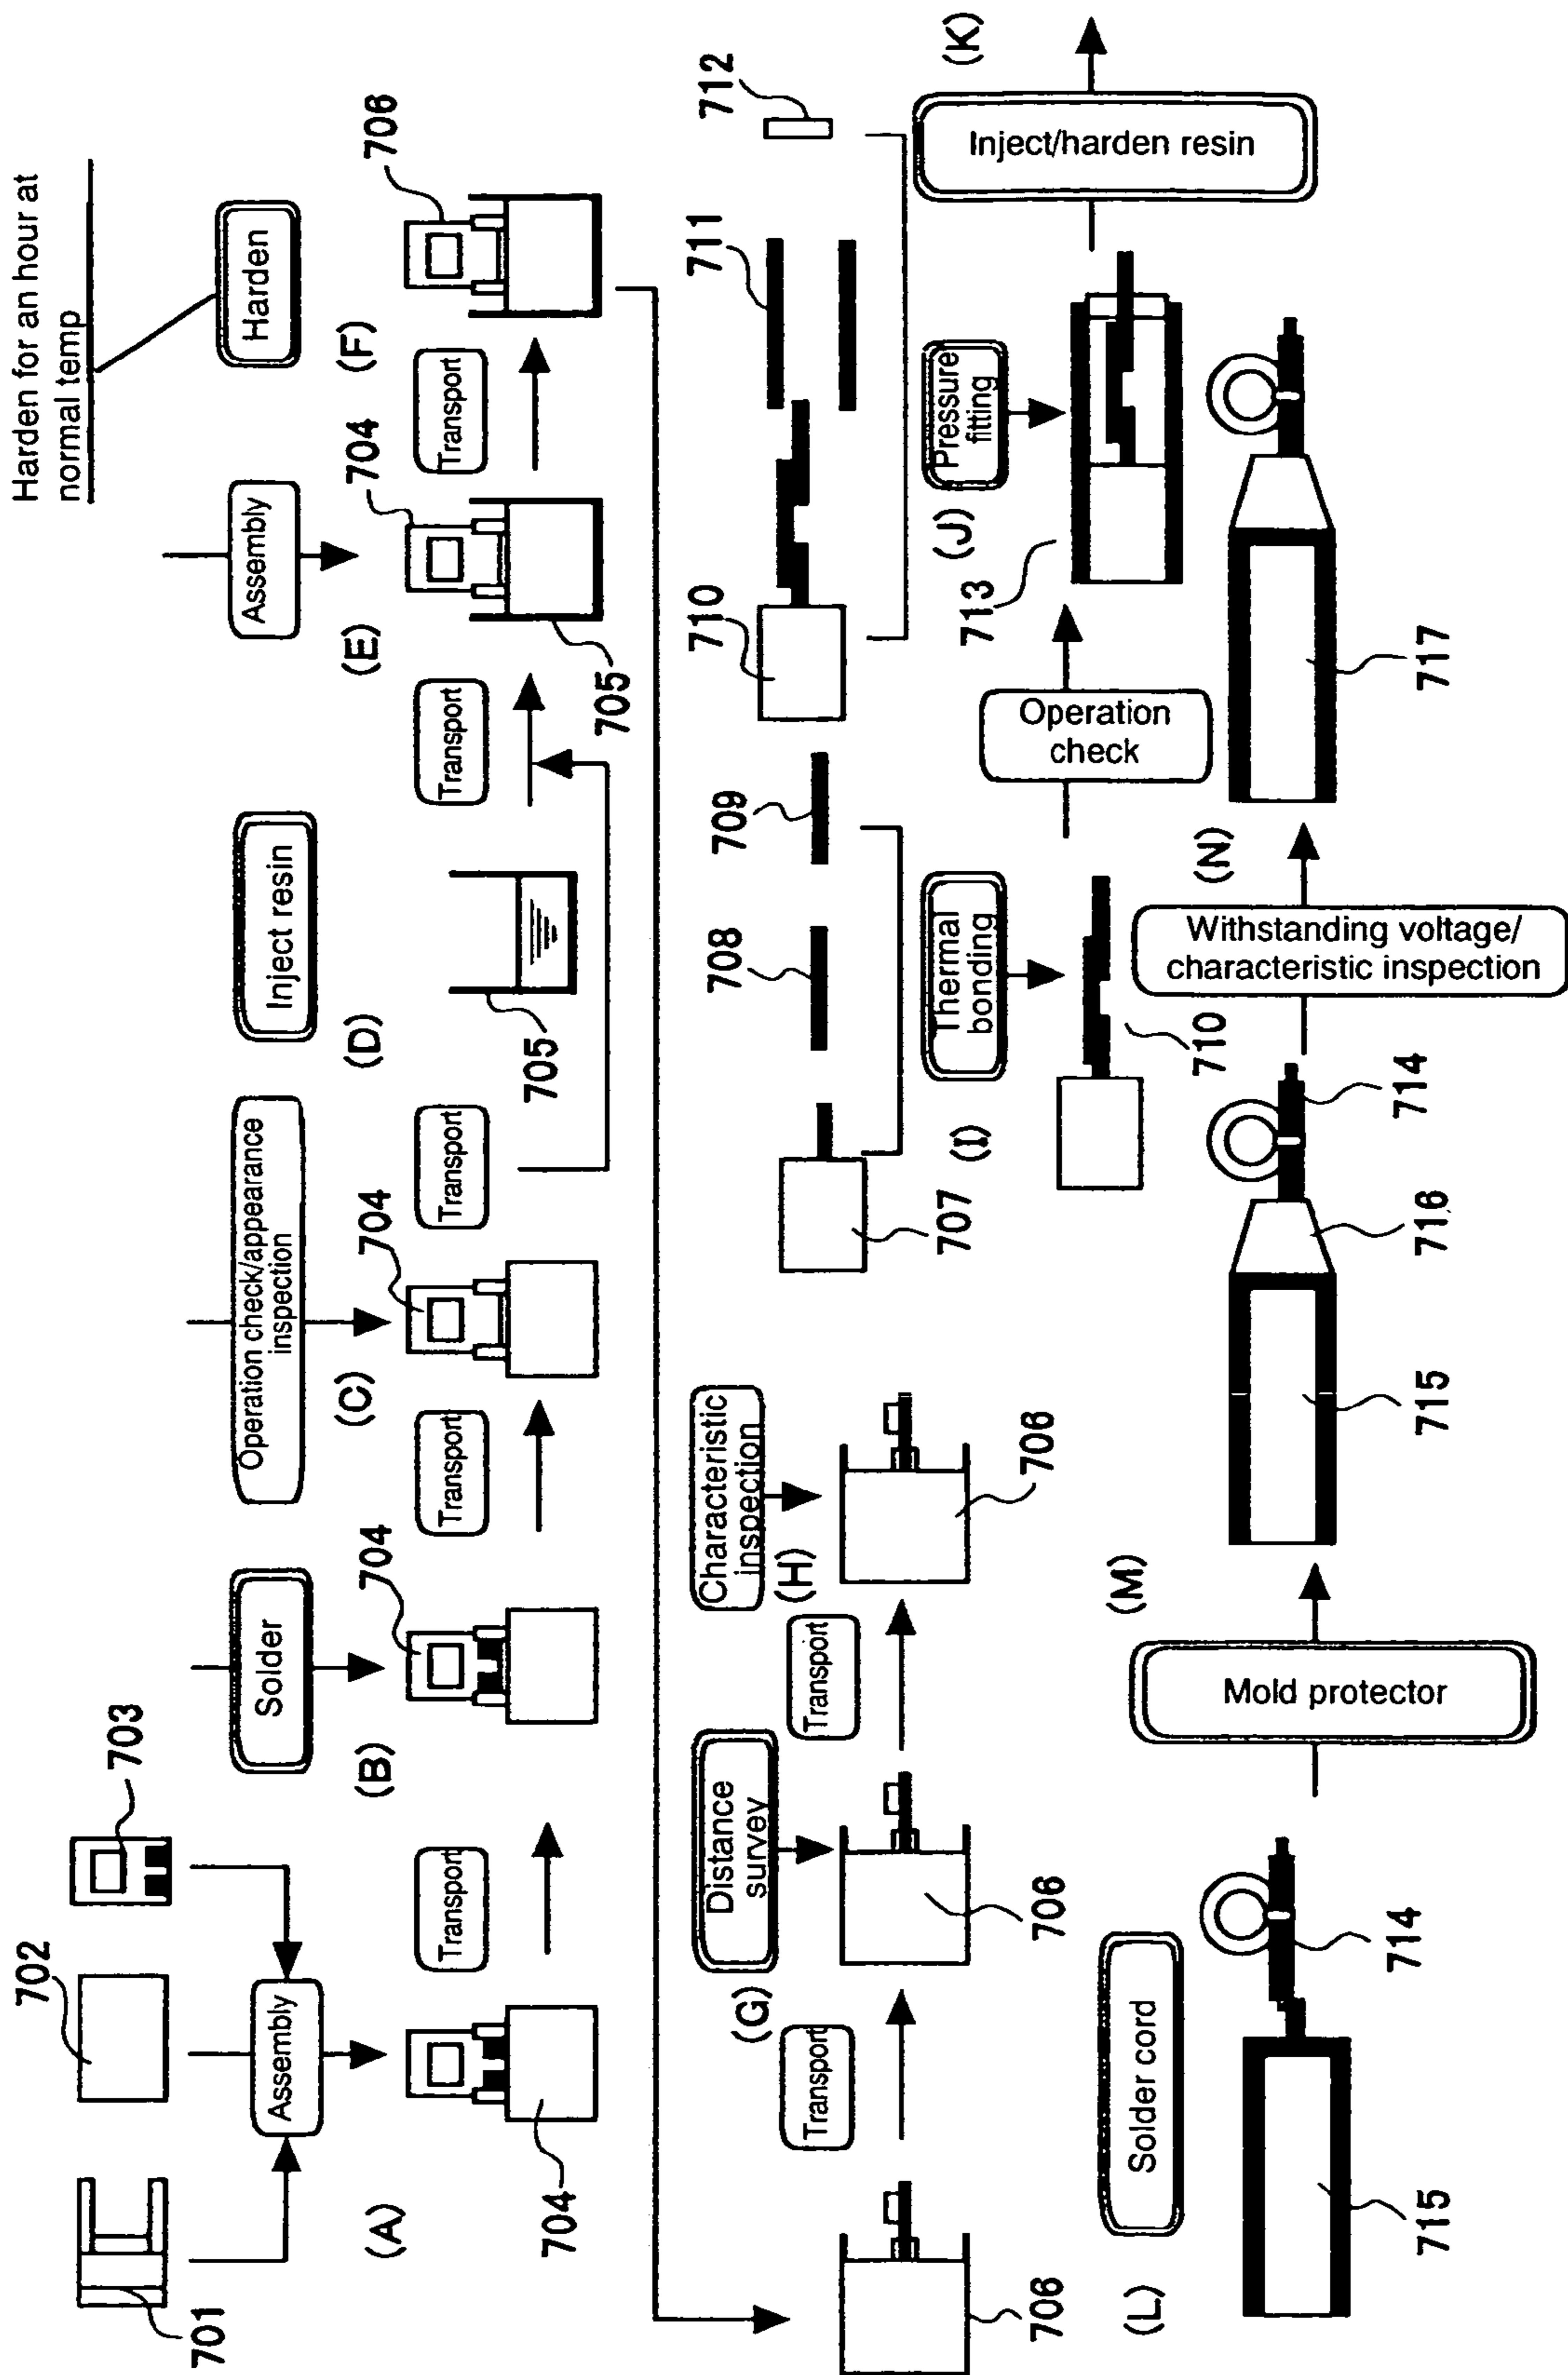 Harden for an hour at
normal temp
701
702
703
Assembly
Solder
Operation check/appearance
inspection
Inject resin
Assembly
Harden
(A)
(B)
(C)
(D)
(E)
(F)
704
Transport
704
Transport
704
Transport
705
Transport
704
705
Transport
706
706
(G)
Transport
Distance
survey
706
(H)
Transport
Characteristic
inspection
706
707
708
709
710
711
712
(I)
Thermal
bonding
710
Operation
check
(J)
Pressure
fitting
713
Inject/harden resin
(K)
(L)
Solder cord
715
714
(M)
Mold protector
715
716
714
(N)
Withstanding voltage/
characteristic inspection
717